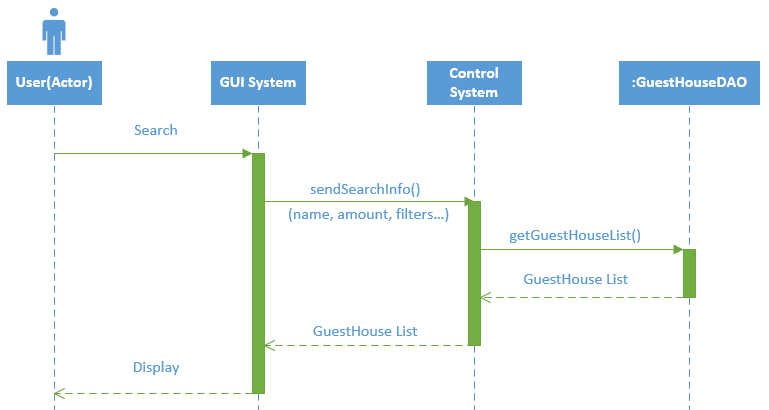 User(Actor)
GUI System
Control
System
:GuestHouseDAO
Search
sendSearchInfo()
(name, amount, filters...)
getGuestHouseList()
GuestHouse List
GuestHouse List
Display